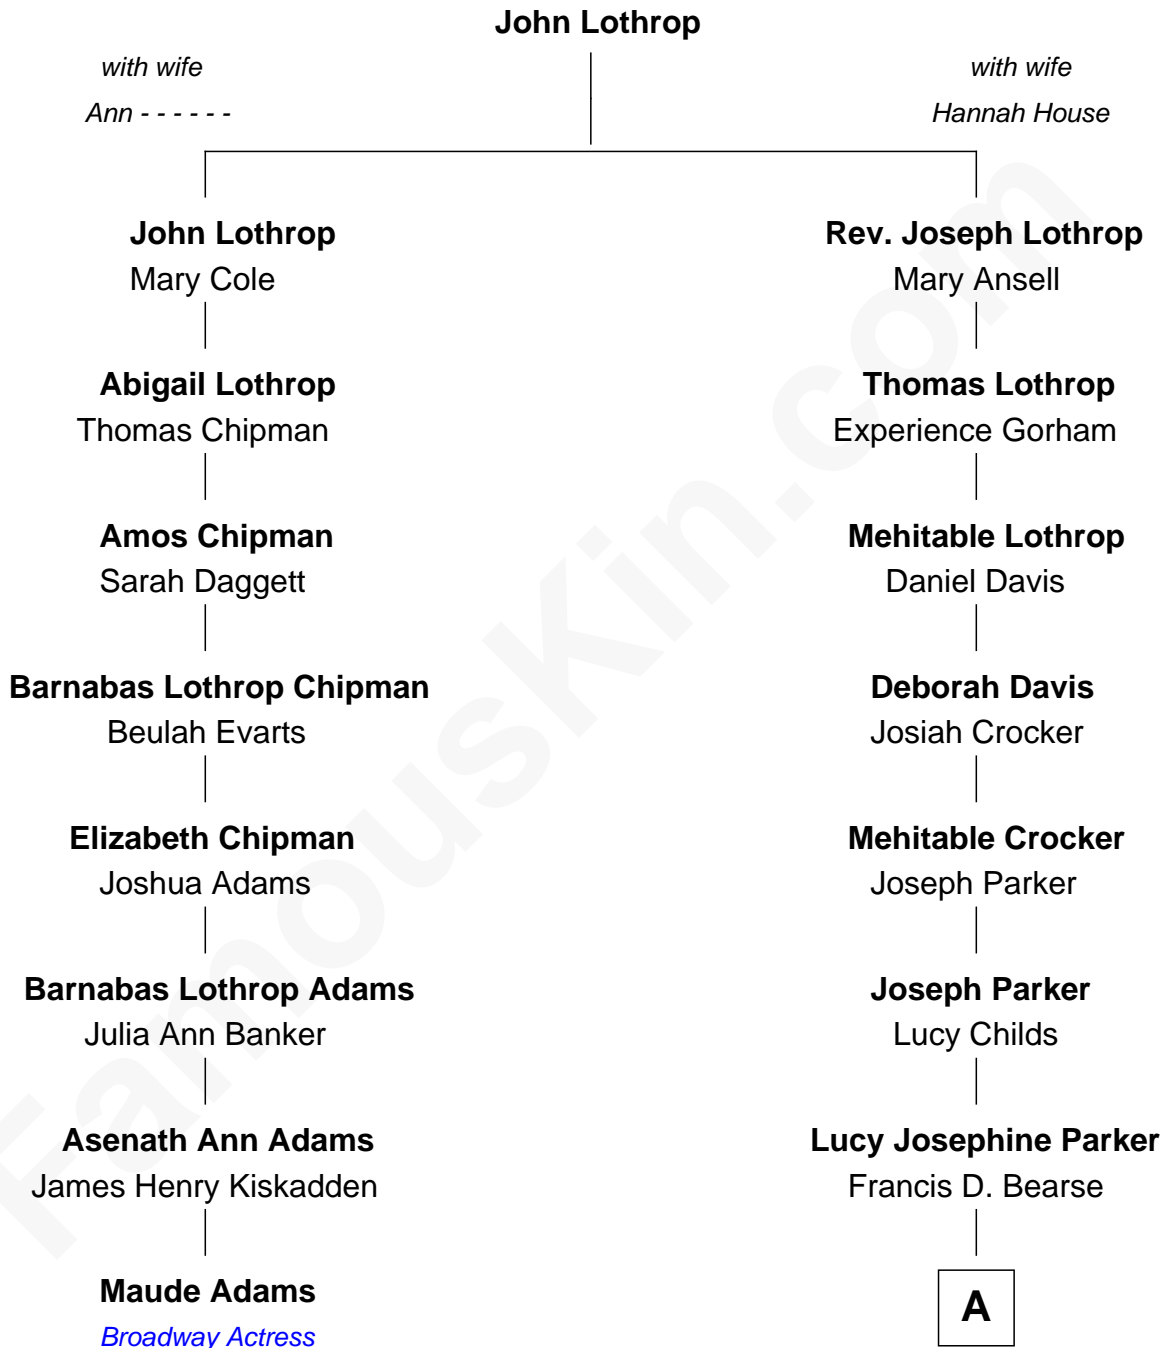 John Lothrop
with wife
Ann - - - - - -
with wife
Hannah House
John Lothrop
Mary Cole
Rev. Joseph Lothrop
Mary Ansell
Abigail Lothrop
Thomas Chipman
Thomas Lothrop
Experience Gorham
Amos Chipman
Sarah Daggett
Mehitable Lothrop
Daniel Davis
Barnabas Lothrop Chipman
Beulah Evarts
Deborah Davis
Josiah Crocker
Elizabeth Chipman
Joshua Adams
Mehitable Crocker
Joseph Parker
Barnabas Lothrop Adams
Julia Ann Banker
Joseph Parker
Lucy Childs
Asenath Ann Adams
James Henry Kiskadden
Lucy Josephine Parker
Francis D. Bearse
Maude Adams
Broadway Actress
A
FamousKin.com